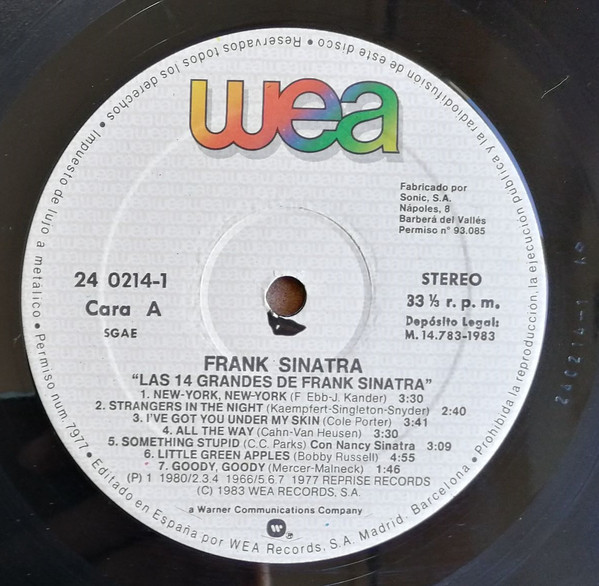 wea
Fabricado por
Sonic, S.A.
Nápoles, 8
Barberá del Vallés
Permiso n° 93.085
24 0214-1
Cara A
SGAE
STEREO
33 ⅓ r. p. m.
Depósito Legal:
M. 14.783-1983
FRANK SINATRA
"LAS 14 GRANDES DE FRANK SINATRA"
1. NEW-YORK, NEW-YORK (F. Ebb-J. Kander) 3:30
2. STRANGERS IN THE NIGHT (Kaempfert-Singleton-Snyder) 2:40
3. I'VE GOT YOU UNDER MY SKIN (Cole Porter) 3:41
4. ALL THE WAY (Cahn-Van Heusen) 3:30
5. SOMETHING STUPID (C.C. Parks) Con Nancy Sinatra 3:09
6. LITTLE GREEN APPLES (Bobby Russell) 4:55
7. GOODY, GOODY (Mercer-Malneck) 1:46
(P) 1 1980/2.3.4 1966/5.6.7 1977 REPRISE RECORDS
(C) 1983 WEA RECORDS, S.A.
a Warner Communications Company
• Editado en España por WEA Records, S.A. Madrid, Barcelona • Prohibida la reproducción, la ejecución pública y la radiodifusión de este disco • Reservados todos los derechos • Impuesto de lujo a metálico • Permiso num. 7977
240214-1